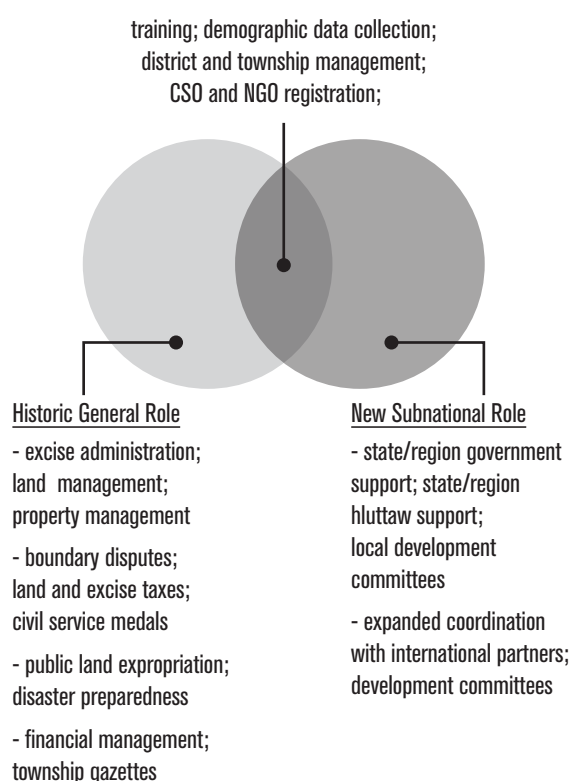 training; demographic data collection;
district and township management;
CSO and NGO registration;
Historic General Role
- excise administration;
land management;
property management
- boundary disputes;
land and excise taxes;
civil service medals
- public land expropriation;
disaster preparedness
- financial management;
township gazettes
New Subnational Role
- state/region government
support; state/region
hluttaw support;
local development
committees
- expanded coordination
with international partners;
development committees